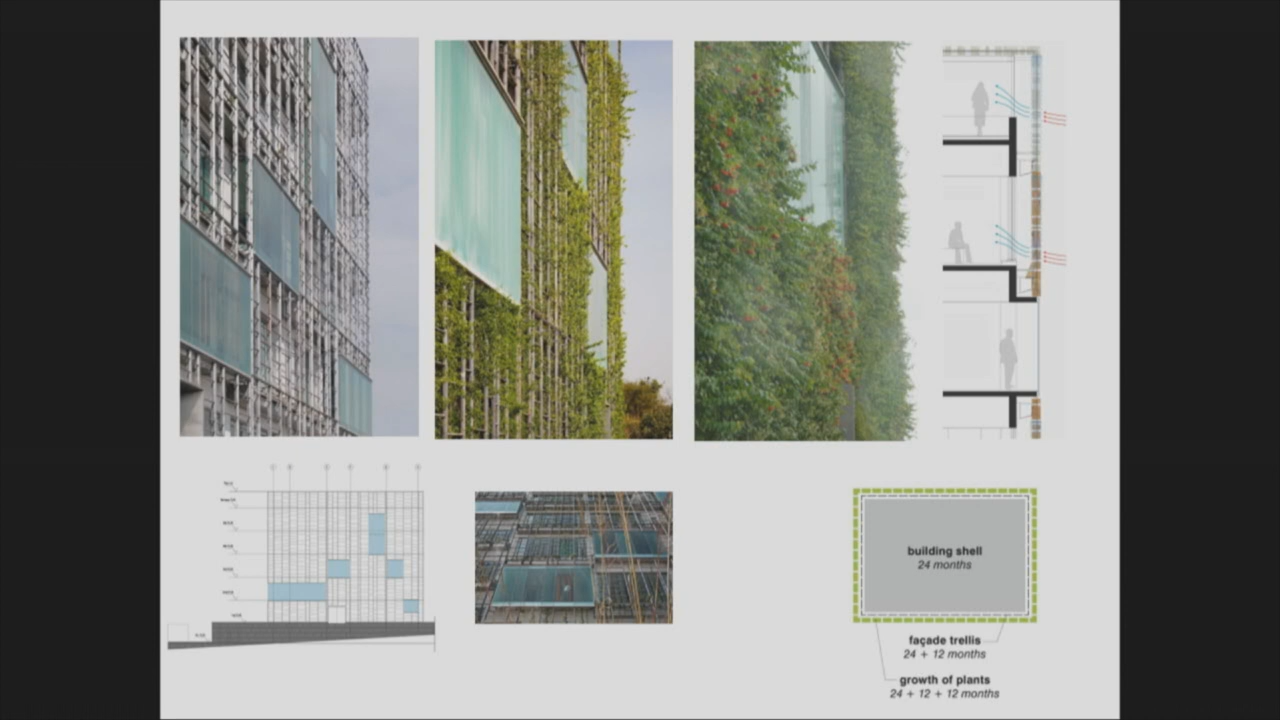 building shell
24 months
façade trellis
24 + 12 months
growth of plants
24 + 12 + 12 months